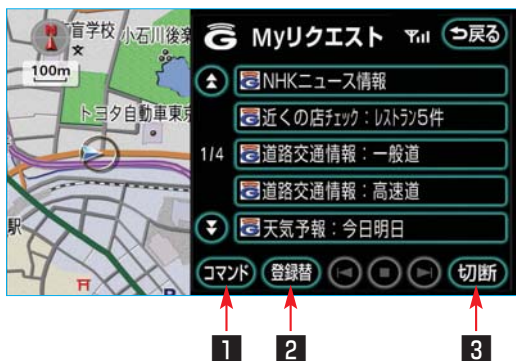 盲学校
小石川後楽
100m
トヨタ自動車東京
駅
P
G Myリクエスト
戻る
NHKニュース情報
近くの店チェック：レストラン5件
1/4
道路交通情報：一般道
道路交通情報：高速道
天気予報：今日明日
コマンド
登録替
切断
1
2
3